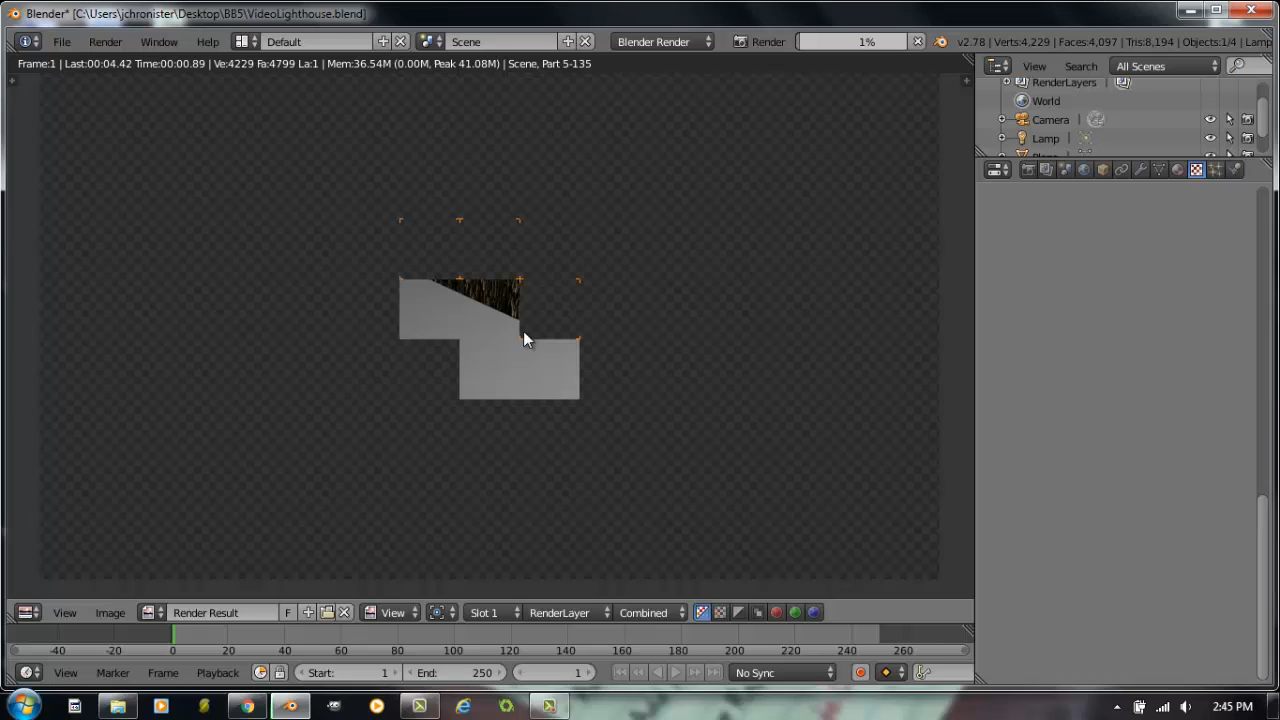 Blender* [C:\Users\jchronister\Desktop\BB5\VideoLighthouse.blend]
File Render Window Help Default Scene Blender Render Render 1% v2.78 | Verts:4,229 | Faces:4,097 | Tris:8,194 | Objects:1/4 | Lamp
Frame:1 | Last:00:04.42 Time:00:00.89 | Ve:4229 Fa:4799 La:1 | Mem:36.54M (0.00M, Peak 41.08M) | Scene, Part 5-135
View Search All Scenes
RenderLayers
World
Camera
Lamp
View Image Render Result F View Slot 1 RenderLayer Combined
-40 -20 0 20 40 60 80 100 120 140 160 180 200 220 240 260
View Marker Frame Playback Start: 1 End: 250 1 No Sync
2:45 PM